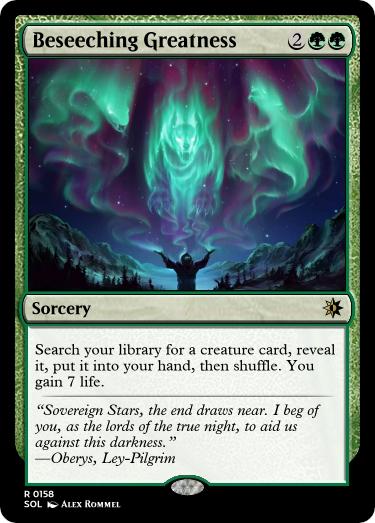 Beseeching Greatness 2
Sorcery
Search your library for a creature card, reveal
it, put it into your hand, then shuffle. You
gain 7 life.
“Sovereign Stars, the end draws near. I beg of
you, as the lords of the true night, to aid us
against this darkness.”
—Oberys, Ley-Pilgrim
R 0158
SOL Alex Rommel